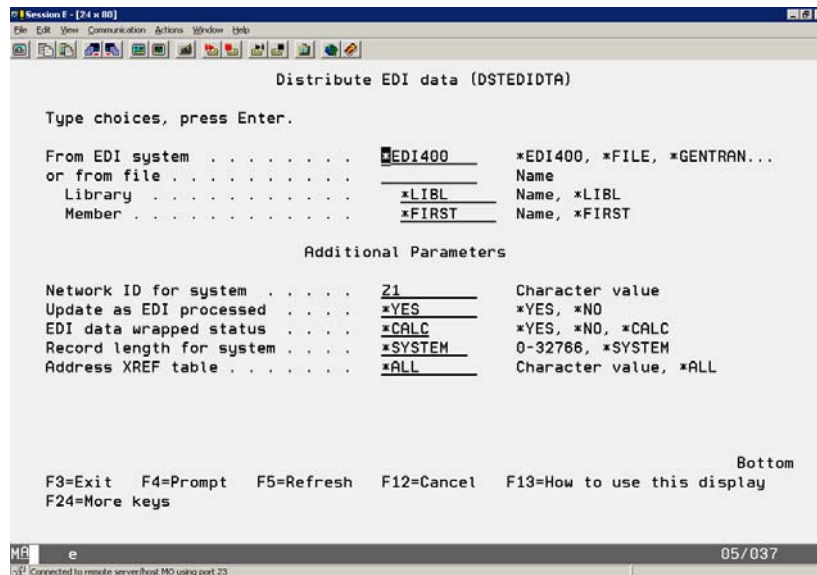 Session E - [24 x 80]
File Edit View Communication Actions Window Help
Distribute EDI data (DSTEDIDTA)
Type choices, press Enter.
From EDI system . . . . . . . . *EDI400 *EDI400, *FILE, *GENTRAN...
or from file . . . . . . . . . . Name
Library . . . . . . . . . . . *LIBL Name, *LIBL
Member . . . . . . . . . . . . *FIRST Name, *FIRST
Additional Parameters
Network ID for system . . . . . Z1 Character value
Update as EDI processed . . . . *YES *YES, *NO
EDI data wrapped status . . . . *CALC *YES, *NO, *CALC
Record length for system . . . . *SYSTEM 0-32766, *SYSTEM
Address XREF table . . . . . . . *ALL Character value, *ALL
Bottom
F3=Exit F4=Prompt F5=Refresh F12=Cancel F13=How to use this display
F24=More keys
MA e 05/037
Connected to remote server/host MO using port 23